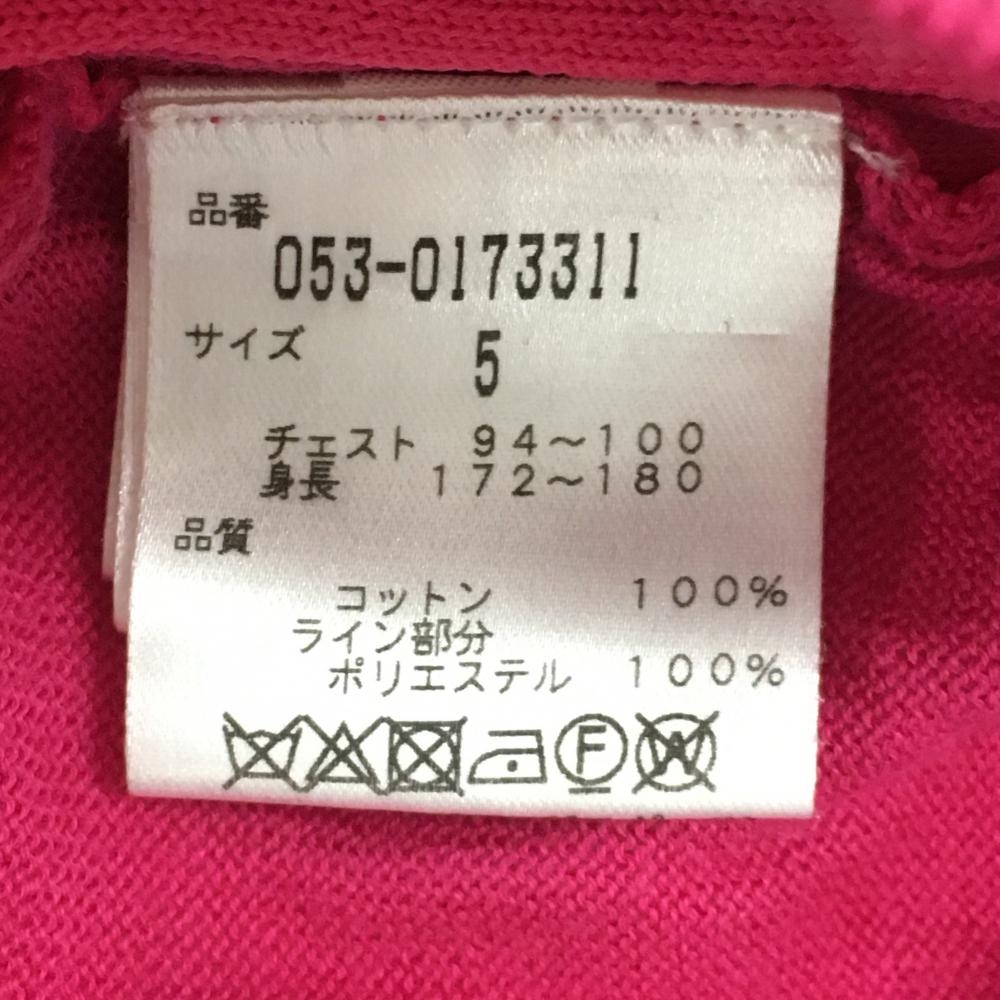 品番
053-0173311
サイズ 5
チェスト 94～100
身長 172～180
品質
コットン 100%
ライン部分
ポリエステル 100%
F W